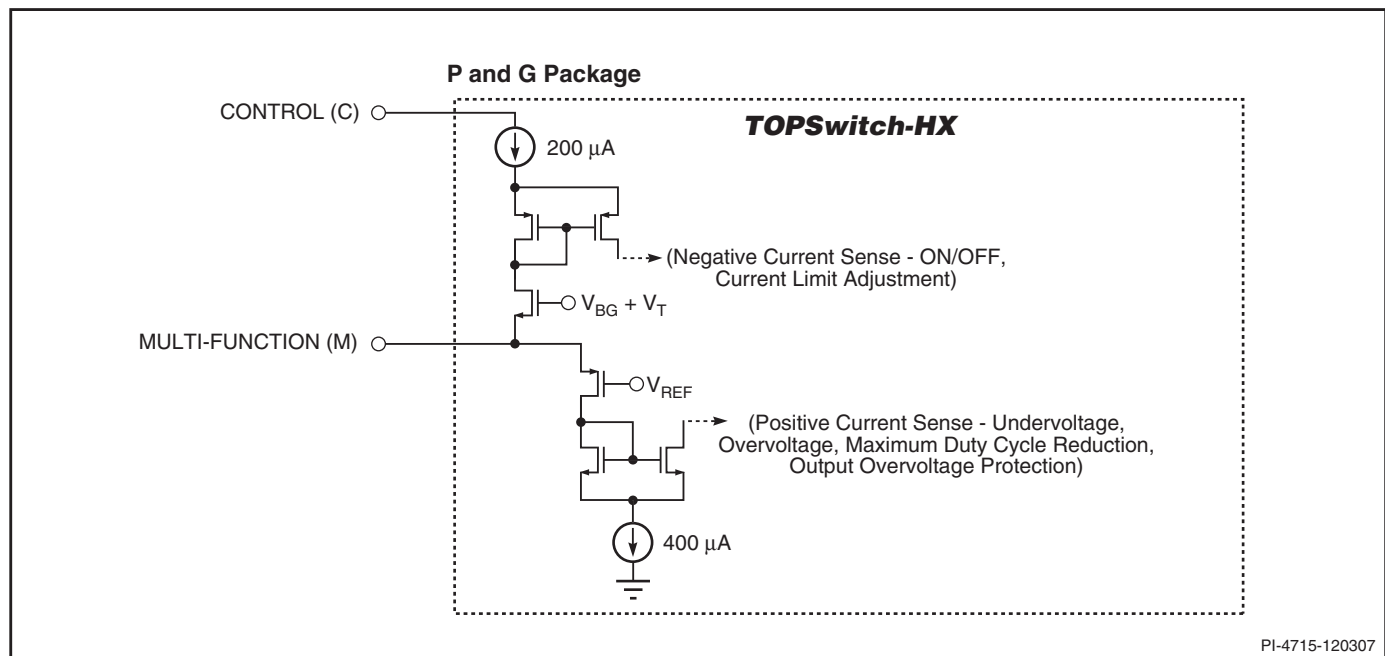 P and G Package
CONTROL (C)
TOPSwitch-HX
200 μA
(Negative Current Sense - ON/OFF,
Current Limit Adjustment)
V_BG + V_T
MULTI-FUNCTION (M)
V_REF
(Positive Current Sense - Undervoltage,
Overvoltage, Maximum Duty Cycle Reduction,
Output Overvoltage Protection)
400 μA
PI-4715-120307